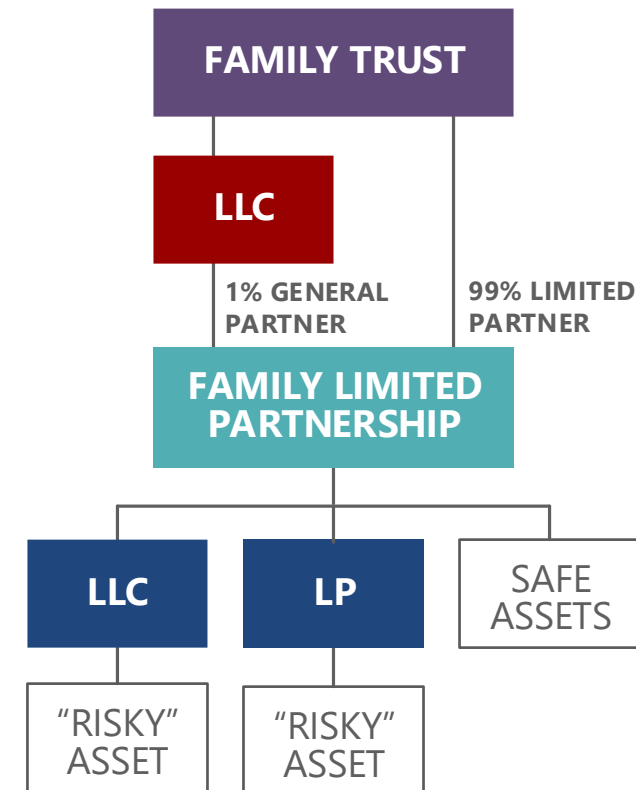 FAMILY TRUST
LLC
1% GENERAL
PARTNER
99% LIMITED
PARTNER
FAMILY LIMITED
PARTNERSHIP
LLC
LP
SAFE
ASSETS
“RISKY”
ASSET
“RISKY”
ASSET